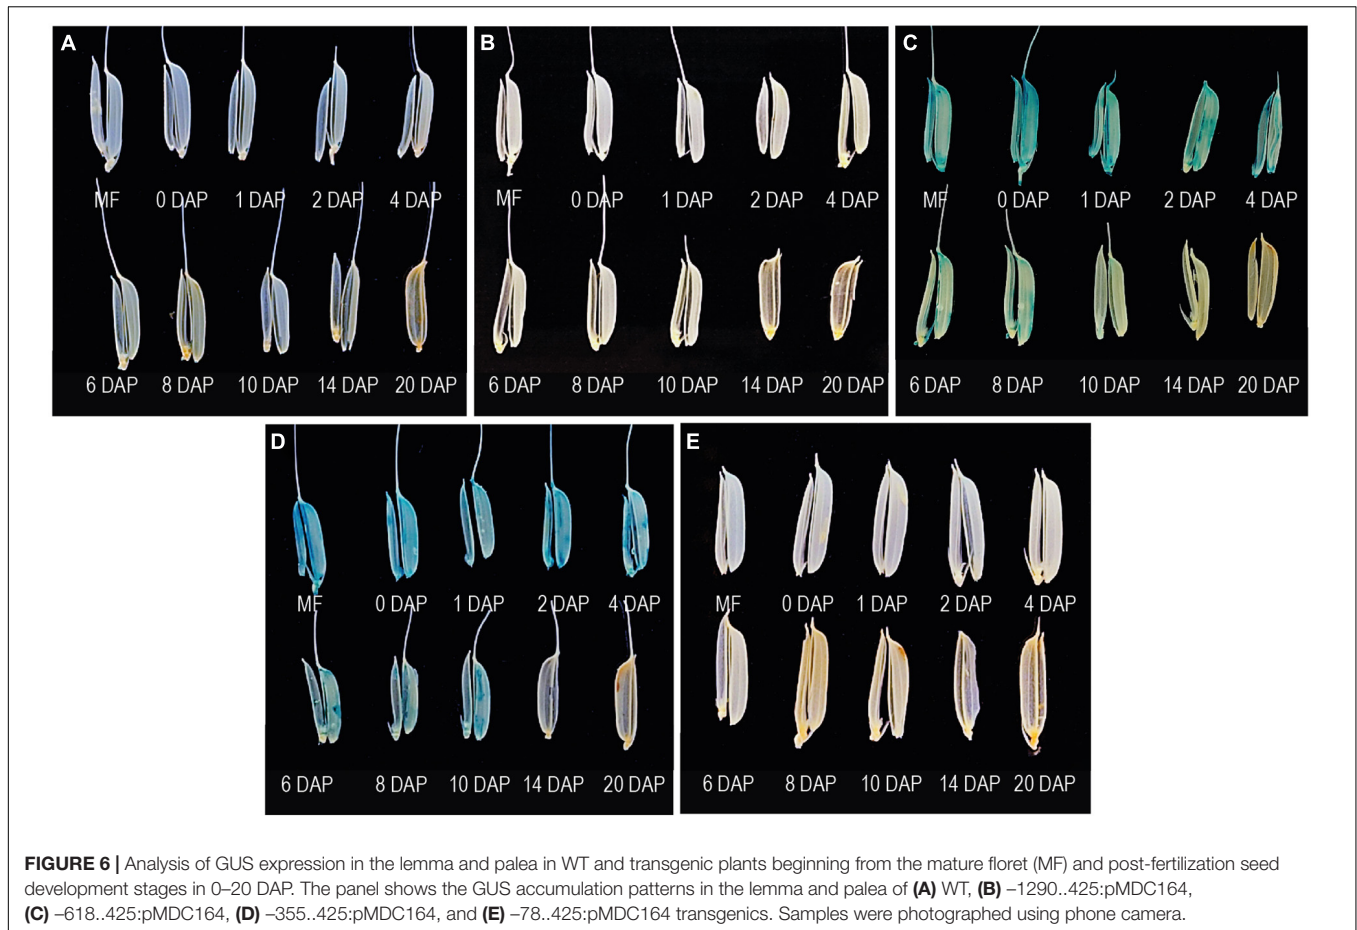 A
MF 0 DAP 1 DAP 2 DAP 4 DAP
6 DAP 8 DAP 10 DAP 14 DAP 20 DAP
B
MF 0 DAP 1 DAP 2 DAP 4 DAP
6 DAP 8 DAP 10 DAP 14 DAP 20 DAP
C
MF 0 DAP 1 DAP 2 DAP 4 DAP
6 DAP 8 DAP 10 DAP 14 DAP 20 DAP
D
MF 0 DAP 1 DAP 2 DAP 4 DAP
6 DAP 8 DAP 10 DAP 14 DAP 20 DAP
E
MF 0 DAP 1 DAP 2 DAP 4 DAP
6 DAP 8 DAP 10 DAP 14 DAP 20 DAP
FIGURE 6 | Analysis of GUS expression in the lemma and palea in WT and transgenic plants beginning from the mature floret (MF) and post-fertilization seed
development stages in 0–20 DAP. The panel shows the GUS accumulation patterns in the lemma and palea of (A) WT, (B) –1290..425:pMDC164,
(C) –618..425:pMDC164, (D) –355..425:pMDC164, and (E) –78..425:pMDC164 transgenics. Samples were photographed using phone camera.